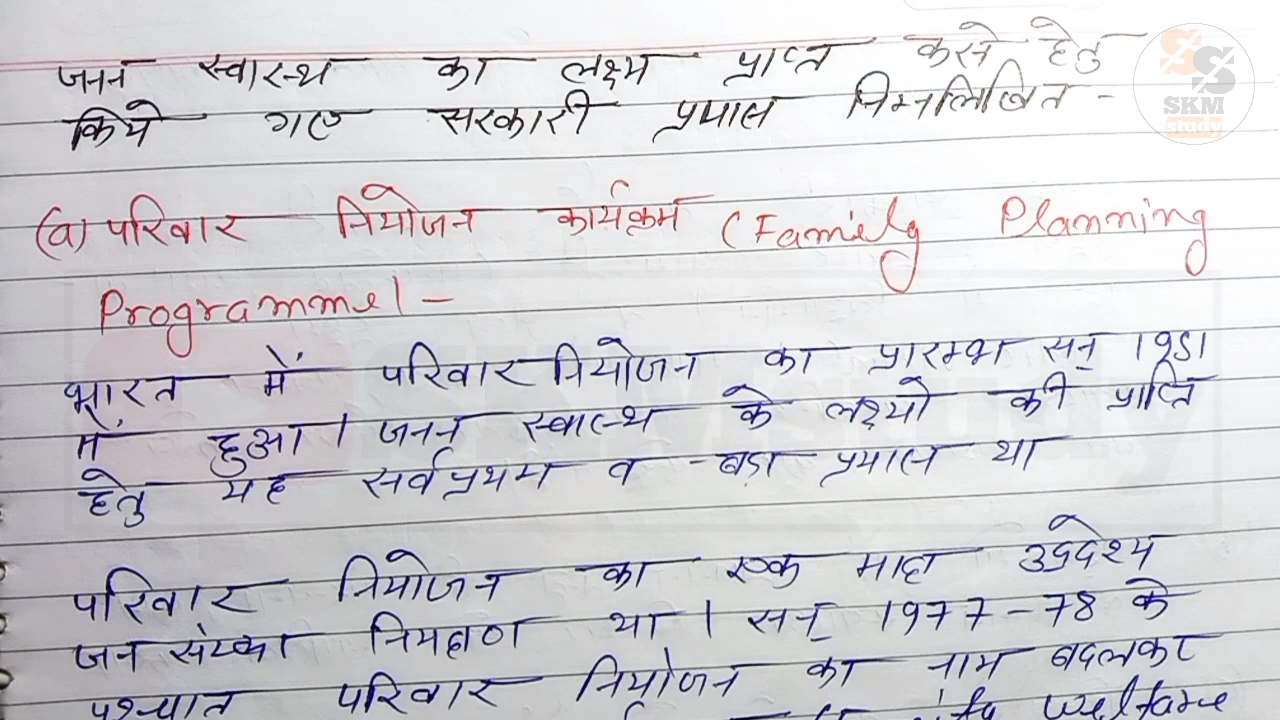 जनन स्वास्थ का लक्ष्य प्राप्त करने हेतु
किये गए सरकारी प्रयास निम्नलिखित -
SKM
study
(a) परिवार नियोजन कार्यक्रम (Family Planning
Programme) -
भारत में परिवार नियोजन का प्रारम्भ सन् 1951
में हुआ। जनन स्वास्थ के लक्ष्यो की प्राप्ति
हेतु यह सर्वप्रथम व बड़ा प्रयास था
परिवार नियोजन का एक मात्र उद्देश्य
जन संख्या नियंत्रण था। सन् 1977-78 के
पश्चात परिवार नियोजन का नाम बदलकर
welfare